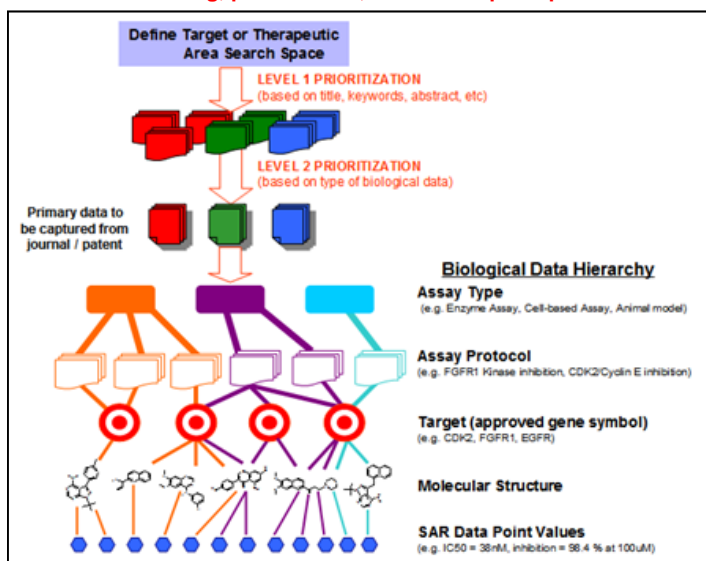 Define Target or Therapeutic
Area Search Space
LEVEL 1 PRIORITIZATION
(based on title, keywords, abstract, etc)
LEVEL 2 PRIORITIZATION
(based on type of biological data)
Primary data to
be captured from
journal / patent
Biological Data Hierarchy
Assay Type
(e.g. Enzyme Assay, Cell-based Assay, Animal model)
Assay Protocol
(e.g. FGFR1 Kinase inhibition, CDK2/Cyclin E inhibition)
Target (approved gene symbol)
(e.g. CDK2, FGFR1, EGFR)
Molecular Structure
SAR Data Point Values
(e.g. IC50 = 38nM, inhibition = 98.4 % at 100uM)